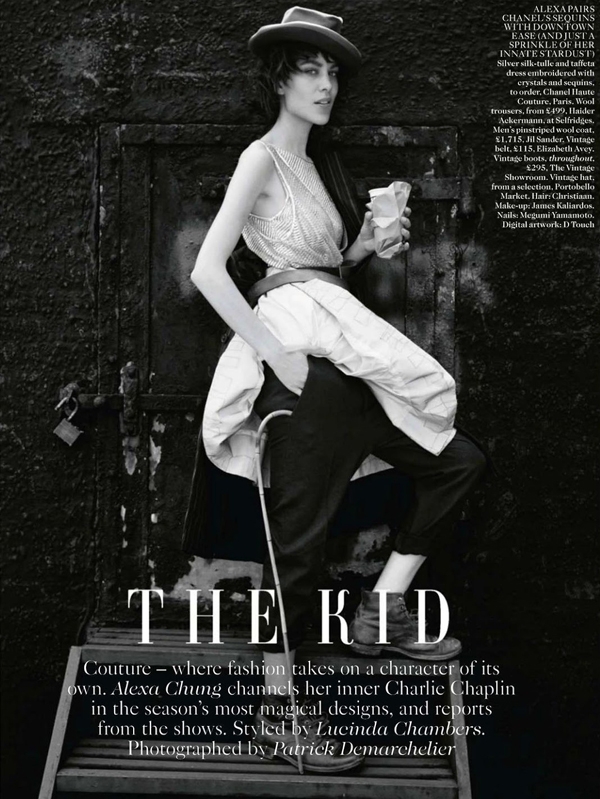 ALEXA PAIRS
CHANEL'S SEQUINS
WITH DOWNTOWN
EASE (AND JUST A
SPRINKLE OF HER
INNATE STARDUST)
Silver silk-tulle and taffeta
dress embroidered with
crystals and sequins,
to order, Chanel Haute
Couture, Paris. Wool
trousers, from £499, Haider
Ackermann, at Selfridges.
Men's pinstriped wool coat,
£1,715, Jil Sander. Vintage
belt, £115, Elizabeth Avey.
Vintage boots, throughout,
£295, The Vintage
Showroom. Vintage hat,
from a selection, Portobello
Market. Hair: Christiaan.
Make-up: James Kaliardos.
Nails: Megumi Yamamoto.
Digital artwork: D Touch
THE KID
Couture – where fashion takes on a character of its
own. Alexa Chung channels her inner Charlie Chaplin
in the season's most magical designs, and reports
from the shows. Styled by Lucinda Chambers.
Photographed by Patrick Demarchelier